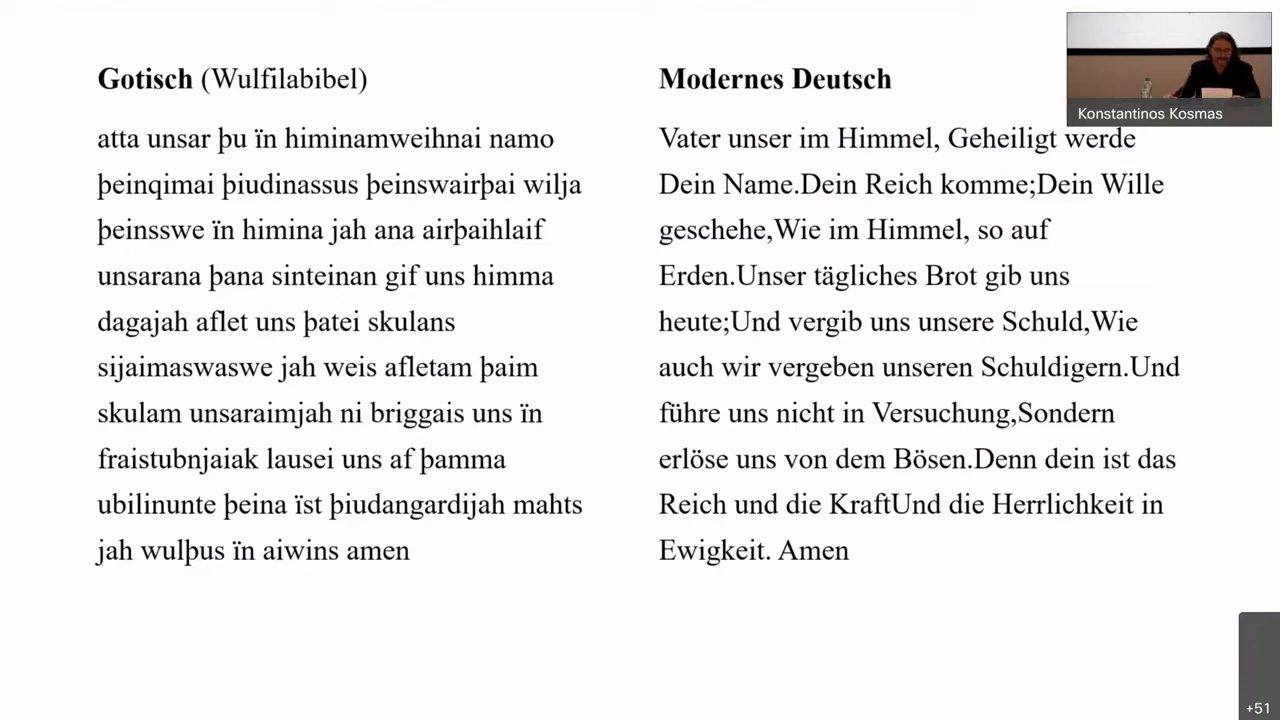 Gotisch (Wulfilabibel)
atta unsar þu ïn himinamweihnai namo
þeinqimai þiudinassus þeinswairþai wilja
þeinsswe ïn himina jah ana airþaihlaif
unsarana þana sinteinan gif uns himma
dagajah aflet uns þatei skulans
sijaimaswaswe jah weis afletam þaim
skulam unsaraimjah ni briggais uns ïn
fraistubnjaiak lausei uns af þamma
ubilinunte þeina ïst þiudangardijah mahts
jah wulþus ïn aiwins amen
Modernes Deutsch
Vater unser im Himmel, Geheiligt werde
Dein Name.Dein Reich komme;Dein Wille
geschehe,Wie im Himmel, so auf
Erden.Unser tägliches Brot gib uns
heute;Und vergib uns unsere Schuld,Wie
auch wir vergeben unseren Schuldigern.Und
führe uns nicht in Versuchung,Sondern
erlöse uns von dem Bösen.Denn dein ist das
Reich und die KraftUnd die Herrlichkeit in
Ewigkeit. Amen
Konstantinos Kosmas
+51